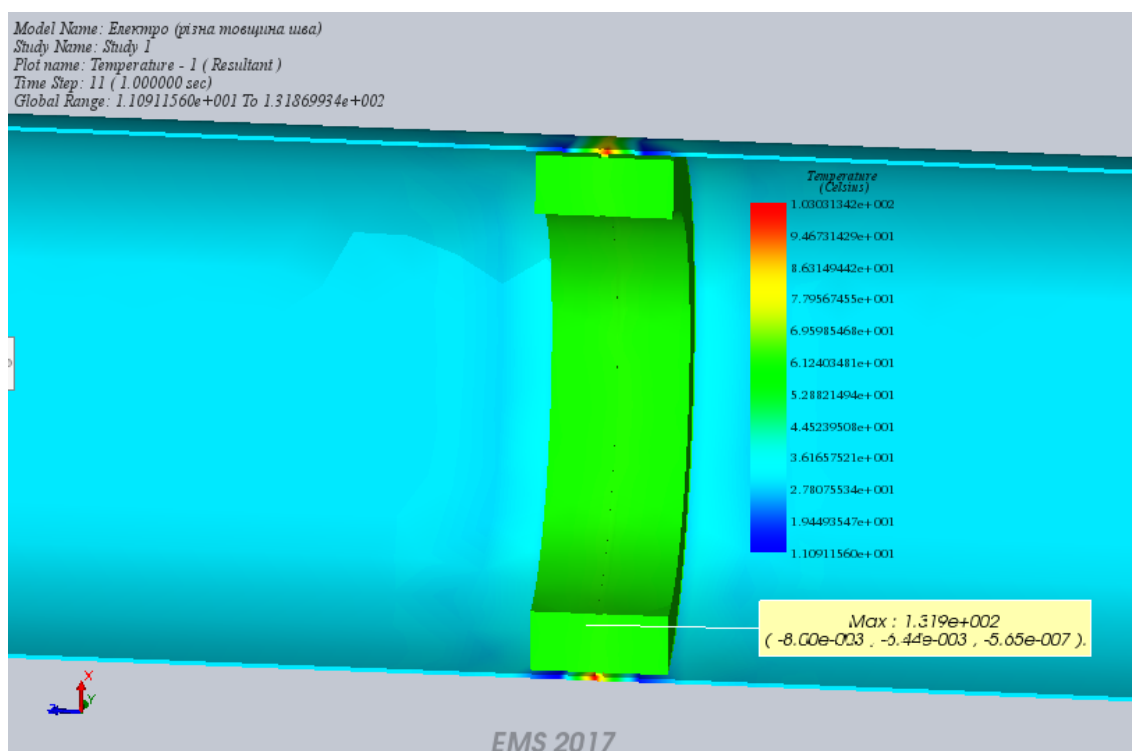 Model Name: Електро (різна товщина шва)
Study Name: Study 1
Plot name: Temperature - 1 ( Resultant )
Time Step: 11 ( 1.000000 sec)
Global Range: 1.10911560e+001 To 1.31869934e+002
Temperature
(Celsius)
1.03031342e+002
9.46731429e+001
8.63149442e+001
7.79567455e+001
6.95985468e+001
6.12403481e+001
5.28821494e+001
4.45239508e+001
3.61657521e+001
2.78075534e+001
1.94493547e+001
1.10911560e+001
Max : 1.319e+002
( -8.00e-003 , -6.44e-003 , -5.65e-007 ).
X
Y
Z
EMS 2017